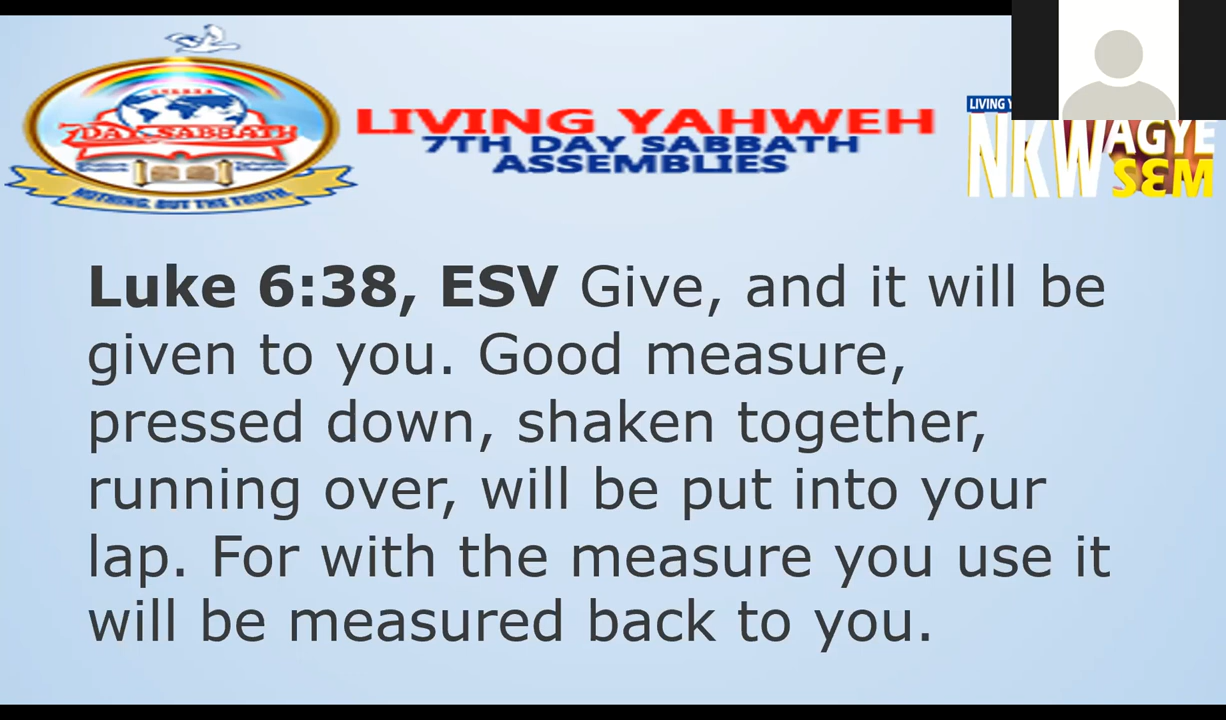 7DAY SABBATH
NOTHING BUT THE TRUTH
LIVING YAHWEH
7TH DAY SABBATH
ASSEMBLIES
LIVING
NKWAGYE
SƐM
Luke 6:38, ESV Give, and it will be
given to you. Good measure,
pressed down, shaken together,
running over, will be put into your
lap. For with the measure you use it
will be measured back to you.